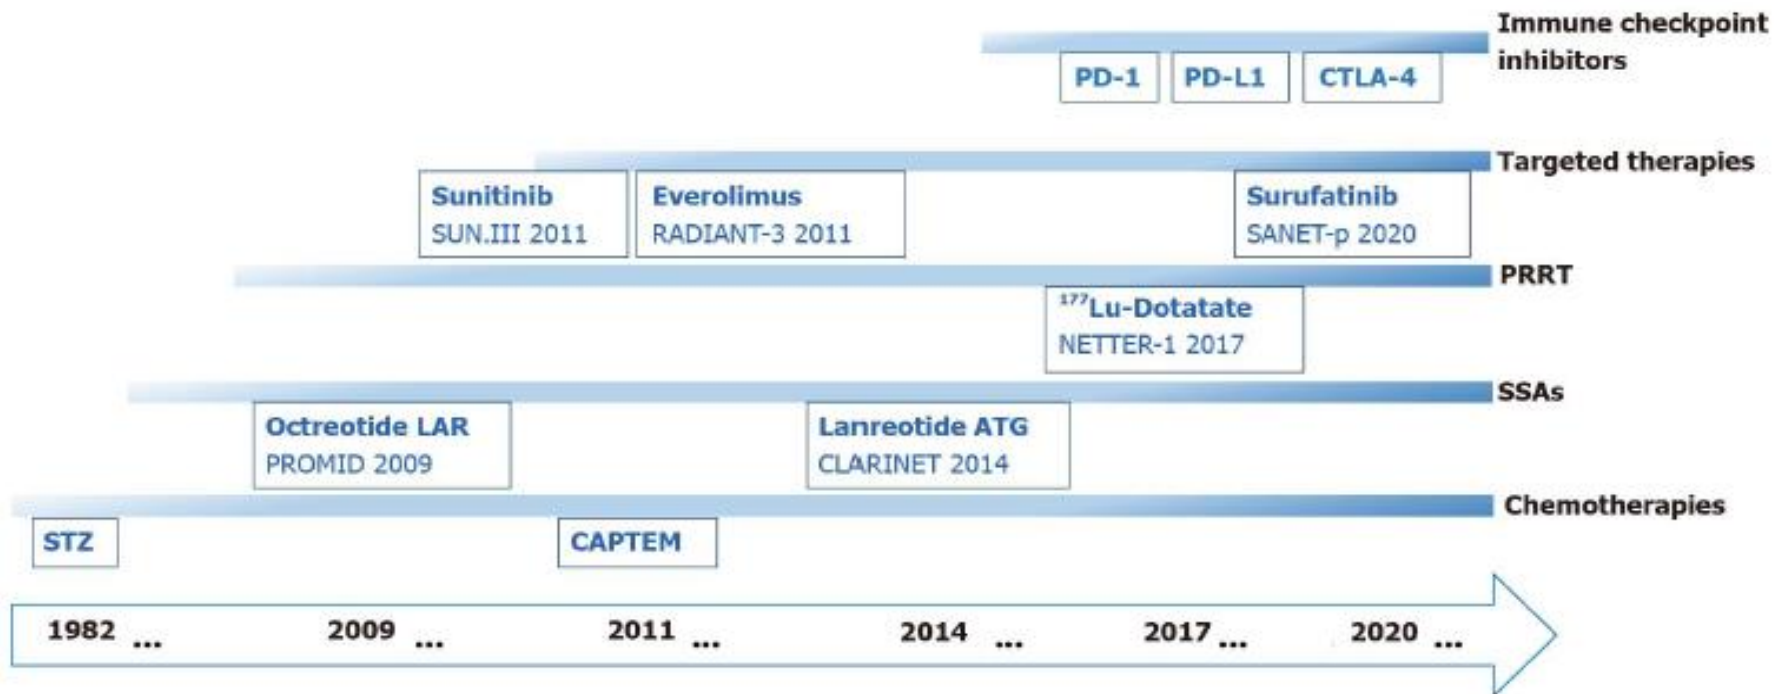 Immune checkpoint
inhibitors
PD-1 PD-L1 CTLA-4
Targeted therapies
Sunitinib
SUN.III 2011
Everolimus
RADIANT-3 2011
Surufatinib
SANET-p 2020
PRRT
¹⁷⁷Lu-Dotatate
NETTER-1 2017
SSAs
Octreotide LAR
PROMID 2009
Lanreotide ATG
CLARINET 2014
Chemotherapies
STZ CAPTEM
1982 ... 2009 ... 2011 ... 2014 ... 2017 ... 2020 ...